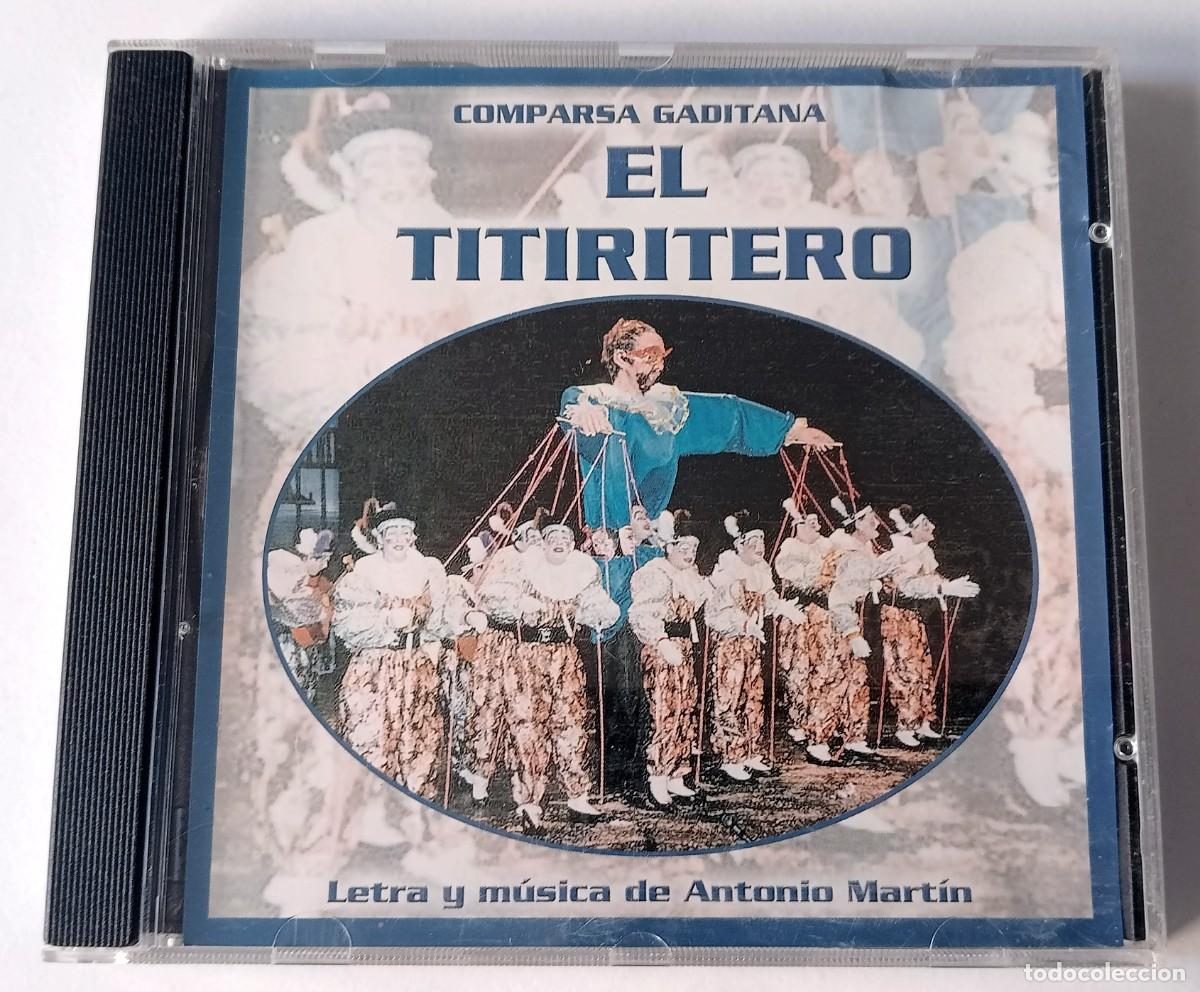 COMPARSA GADITANA
EL
TITIRITERO
Letra y música de Antonio Martín
todocoleccion